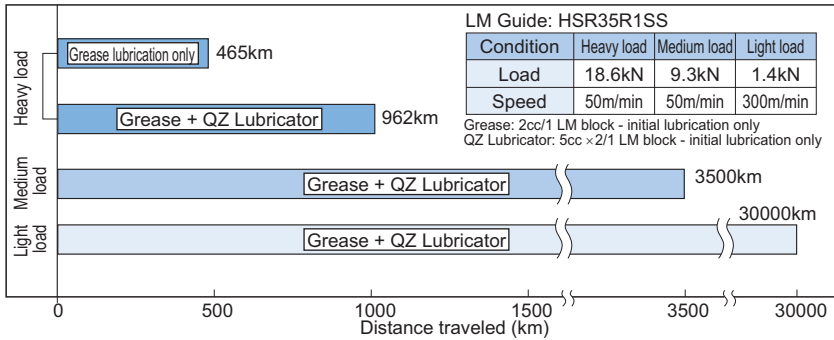 LM Guide: HSR35R1SS
Condition Heavy load Medium load Light load
Load 18.6kN 9.3kN 1.4kN
Speed 50m/min 50m/min 300m/min
Grease: 2cc/1 LM block - initial lubrication only
QZ Lubricator: 5cc ×2/1 LM block - initial lubrication only
Heavy load
Grease lubrication only 465km
Grease + QZ Lubricator 962km
Medium
load
Grease + QZ Lubricator 3500km
Light
load
Grease + QZ Lubricator 30000km
0 500 1000 1500 3500 30000
Distance traveled (km)